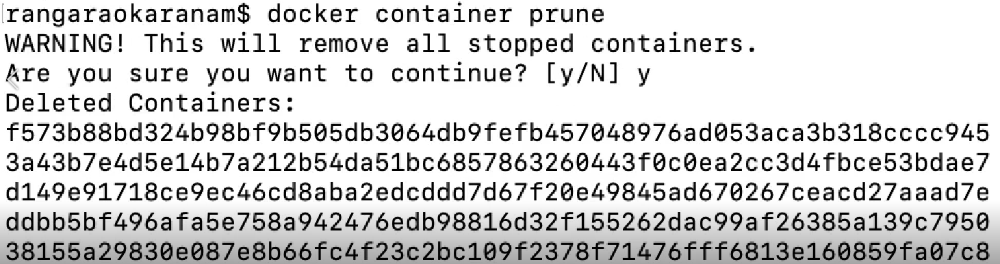 rangaraokaranam$ docker container prune
WARNING! This will remove all stopped containers.
Are you sure you want to continue? [y/N] y
Deleted Containers:
f573b88bd324b98bf9b505db3064db9fefb457048976ad053aca3b318cccc945
3a43b7e4d5e14b7a212b54da51bc6857863260443f0c0ea2cc3d4fbce53bdae7
d149e91718ce9ec46cd8aba2edcddd7d67f20e49845ad670267ceacd27aaad7e
ddbb5bf496afa5e758a942476edb98816d32f155262dac99af26385a139c7950
38155a29830e087e8b66fc4f23c2bc109f2378f71476fff6813e160859fa07c8